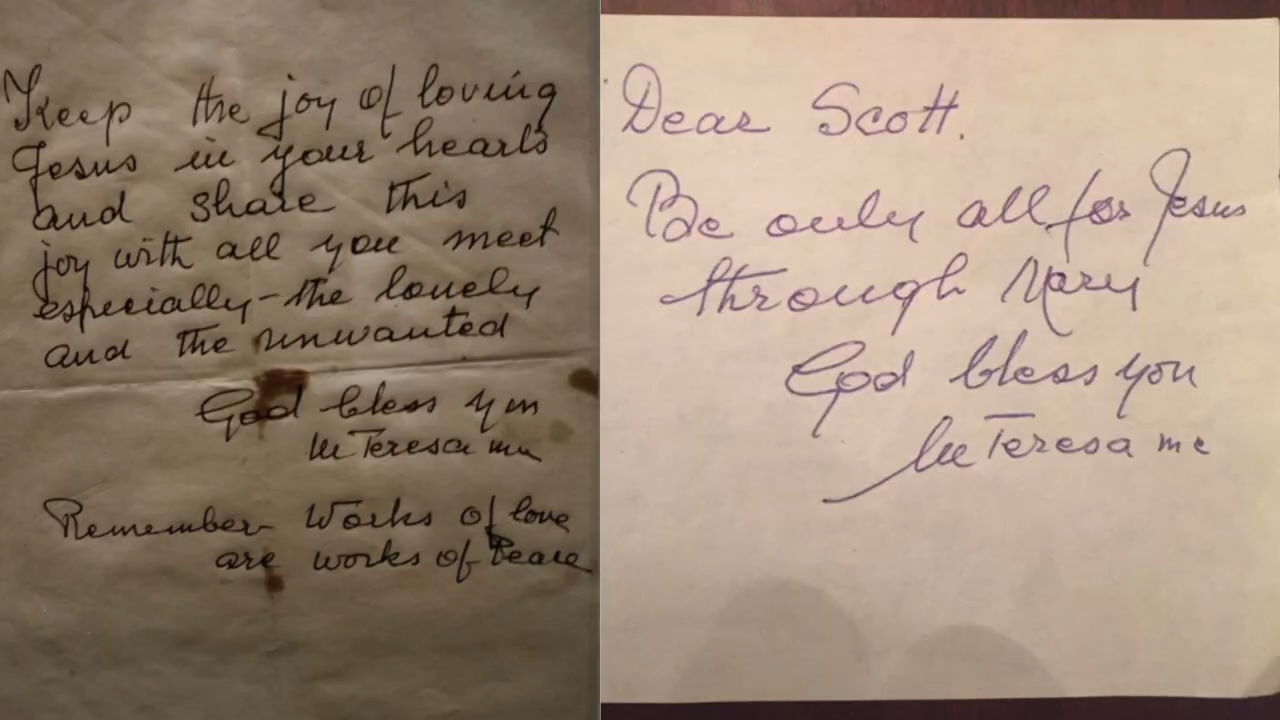 Keep the joy of loving
Jesus in your hearts
and share this
joy with all you meet
especially - the lonely
and the unwanted
God bless you
M Teresa mc
Remember - Works of love
are works of Peace
Dear Scott.
Be only all for Jesus
through Mary
God bless you
M Teresa mc